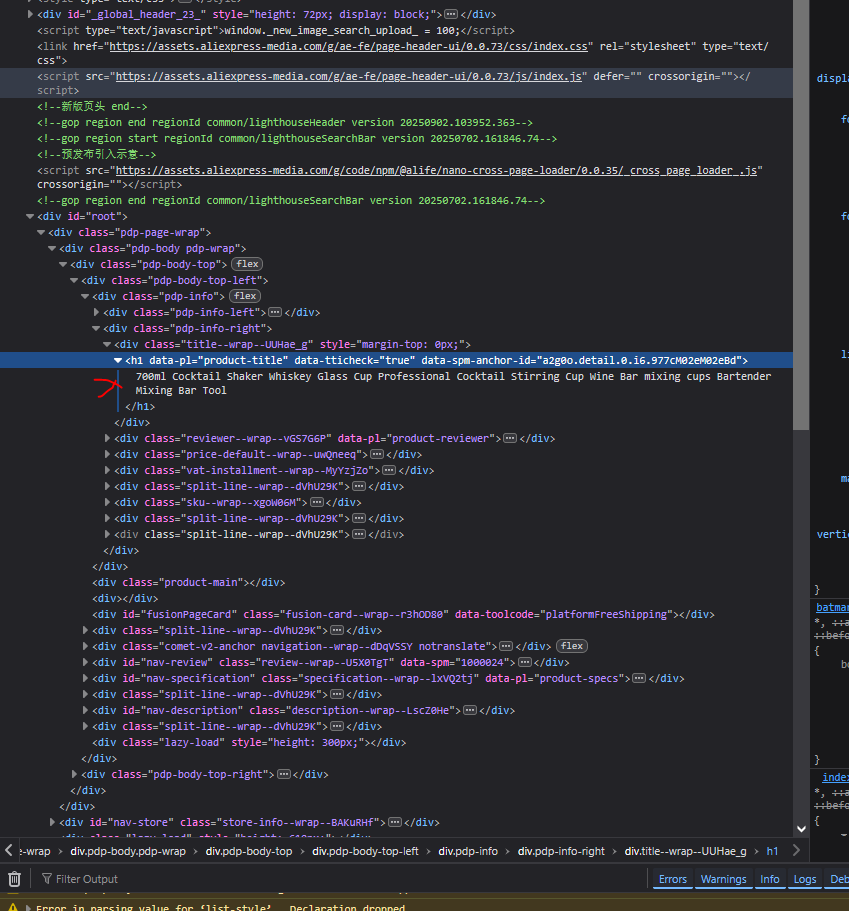 <div id="_global_header_23_" style="height: 72px; display: block;"></div>
<script type="text/javascript">window._new_image_search_upload_ = 100;</script>
<link href="https://assets.aliexpress-media.com/g/ae-fe/page-header-ui/0.0.73/css/index.css" rel="stylesheet" type="text/
css">
<script src="https://assets.aliexpress-media.com/g/ae-fe/page-header-ui/0.0.73/js/index.js" defer="" crossorigin=""></
script>
<!--新版页头 end-->
<!--gop region end regionId common/lighthouseHeader version 20250902.103952.363-->
<!--gop region start regionId common/lighthouseSearchBar version 20250702.161846.74-->
<!--预发布引入示意-->
<script src="https://assets.aliexpress-media.com/g/code/npm/@alife/nano-cross-page-loader/0.0.35/_cross_page_loader_.js"
crossorigin=""></script>
<!--gop region end regionId common/lighthouseSearchBar version 20250702.161846.74-->
<div id="root">
<div class="pdp-page-wrap">
<div class="pdp-body pdp-wrap">
<div class="pdp-body-top"> flex
<div class="pdp-body-top-left">
<div class="pdp-info"> flex
<div class="pdp-info-left"></div>
<div class="pdp-info-right">
<div class="title--wrap--UUHae_g" style="margin-top: 0px;">
<h1 data-pl="product-title" data-tticheck="true" data-spm-anchor-id="a2g0o.detail.0.i6.977cM02eM02eBd">
700ml Cocktail Shaker Whiskey Glass Cup Professional Cocktail Stirring Cup Wine Bar mixing cups Bartender
Mixing Bar Tool
</h1>
</div>
<div class="reviewer--wrap--vGS7G6P" data-pl="product-reviewer"></div>
<div class="price-default--wrap--uwQneeq"></div>
<div class="vat-installment--wrap--MyYzjZo"></div>
<div class="split-line--wrap--dVhU29K"></div>
<div class="sku--wrap--xgoW06M"></div>
<div class="split-line--wrap--dVhU29K"></div>
<div class="split-line--wrap--dVhU29K"></div>
</div>
</div>
<div class="product-main"></div>
<div></div>
<div id="fusionPageCard" class="fusion-card--wrap--r3hOD80" data-toolcode="platformFreeShipping"></div>
<div class="split-line--wrap--dVhU29K"></div>
<div class="comet-v2-anchor navigation--wrap--dDqVSSY notranslate"></div> flex
<div id="nav-review" class="review--wrap--U5X0TgT" data-spm="1000024"></div>
<div id="nav-specification" class="specification--wrap--lxVQ2tj" data-pl="product-specs"></div>
<div class="split-line--wrap--dVhU29K"></div>
<div id="nav-description" class="description--wrap--LscZ0He"></div>
<div class="split-line--wrap--dVhU29K"></div>
<div class="lazy-load" style="height: 300px;"></div>
</div>
<div class="pdp-body-top-right"></div>
</div>
</div>
<div id="nav-store" class="store-info--wrap--BAKuRHf"></div>
e-wrap > div.pdp-body.pdp-wrap > div.pdp-body-top > div.pdp-body-top-left > div.pdp-info > div.pdp-info-right > div.title--wrap--UUHae_g > h1
Filter Output Errors Warnings Info Logs Deb
Error in parsing value for 'list-style'. Declaration dropped.
displa
fo
fo
li
ma
vertic
}
batman
*, ::a
::befo
{
bo
}
index
*, ::a
::befo
{